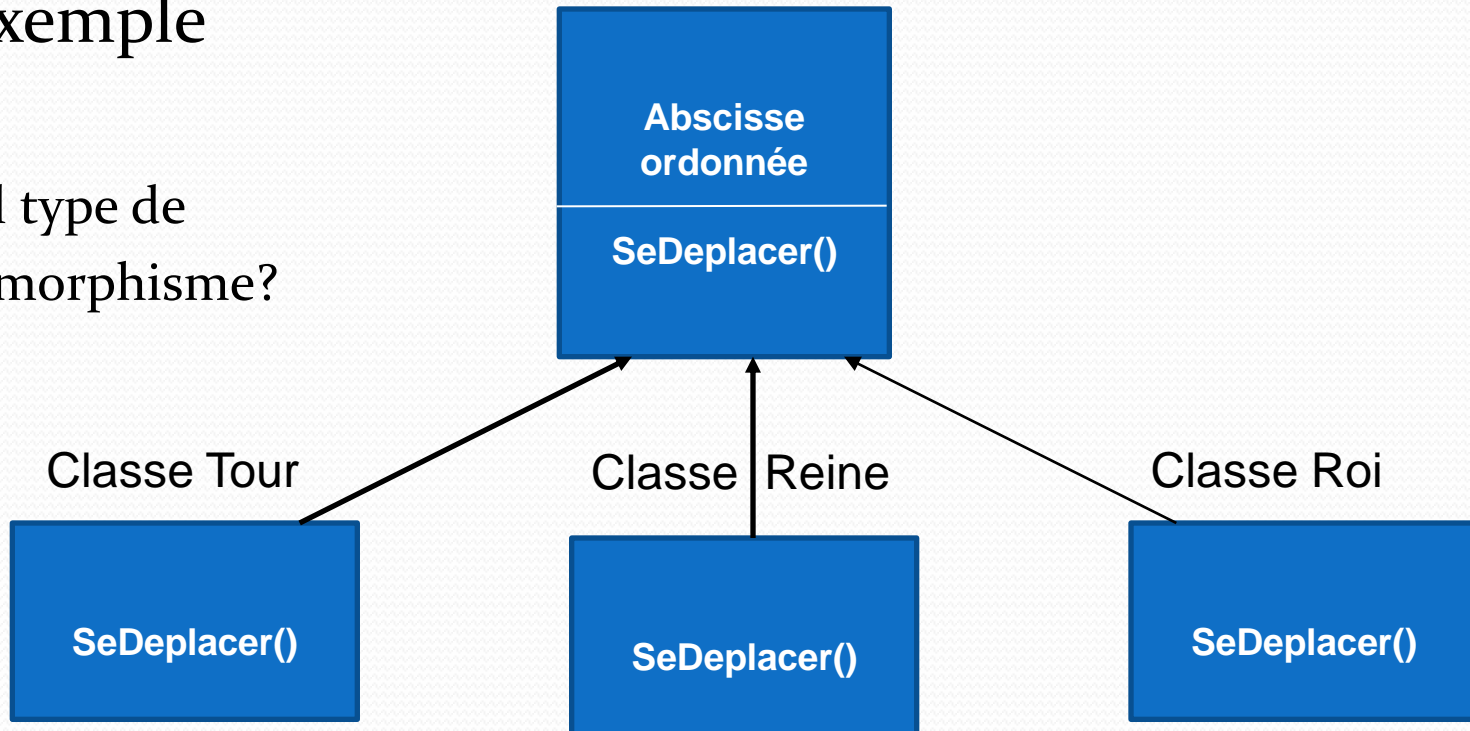 xemple
l type de
morphisme?
Abscisse
ordonnée
SeDeplacer()
Classe Tour
Classe Reine
Classe Roi
SeDeplacer()
SeDeplacer()
SeDeplacer()